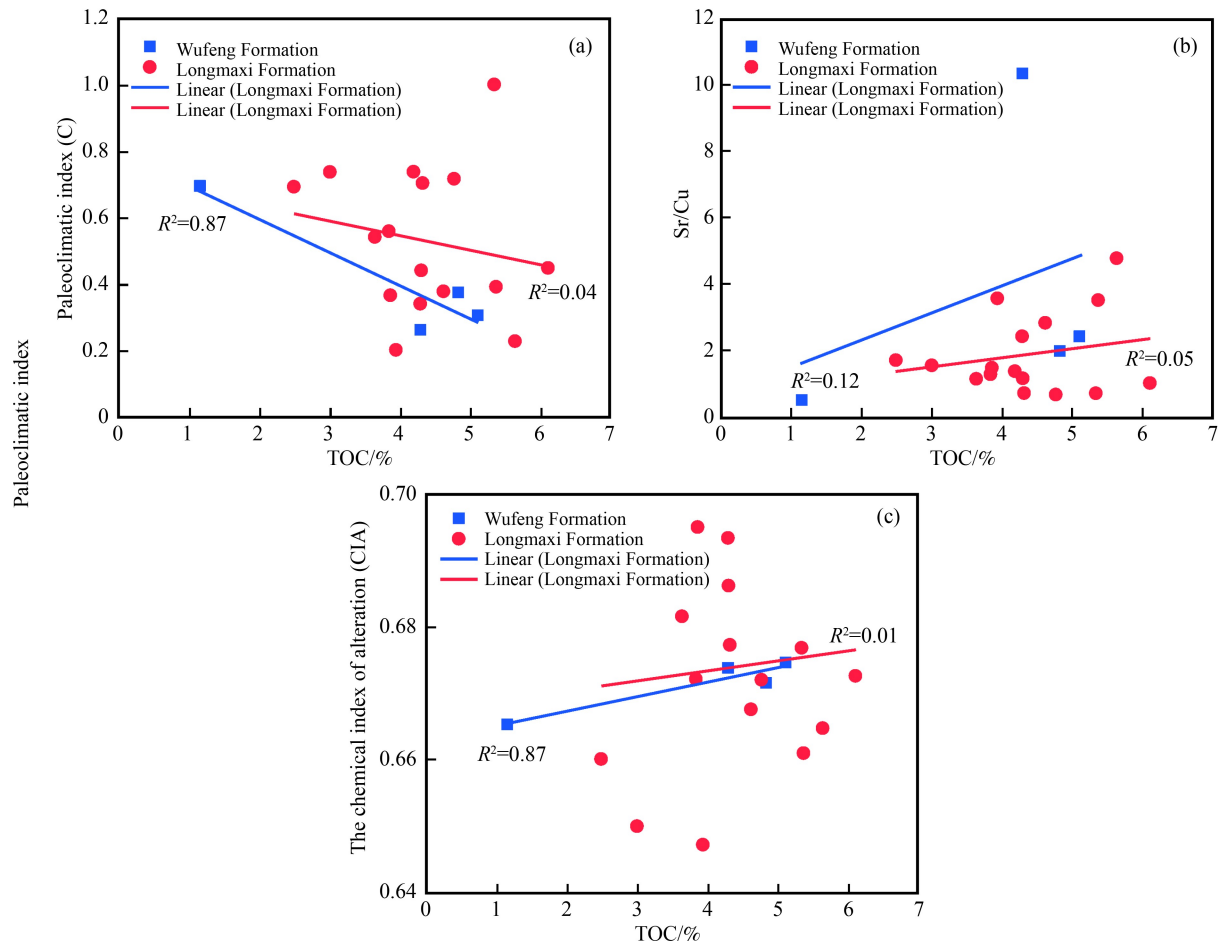 Paleoclimatic index
Paleoclimatic index (C)
1.2
1.0
0.8
0.6
0.4
0.2
0
(a)
Wufeng Formation
Longmaxi Formation
Linear (Longmaxi Formation)
Linear (Longmaxi Formation)
R²=0.87
R²=0.04
0 1 2 3 4 5 6 7
TOC/%
Sr/Cu
12
10
8
6
4
2
0
(b)
Wufeng Formation
Longmaxi Formation
Linear (Longmaxi Formation)
Linear (Longmaxi Formation)
R²=0.12
R²=0.05
0 1 2 3 4 5 6 7
TOC/%
The chemical index of alteration (CIA)
0.70
0.68
0.66
0.64
(c)
Wufeng Formation
Longmaxi Formation
Linear (Longmaxi Formation)
Linear (Longmaxi Formation)
R²=0.01
R²=0.87
0 1 2 3 4 5 6 7
TOC/%